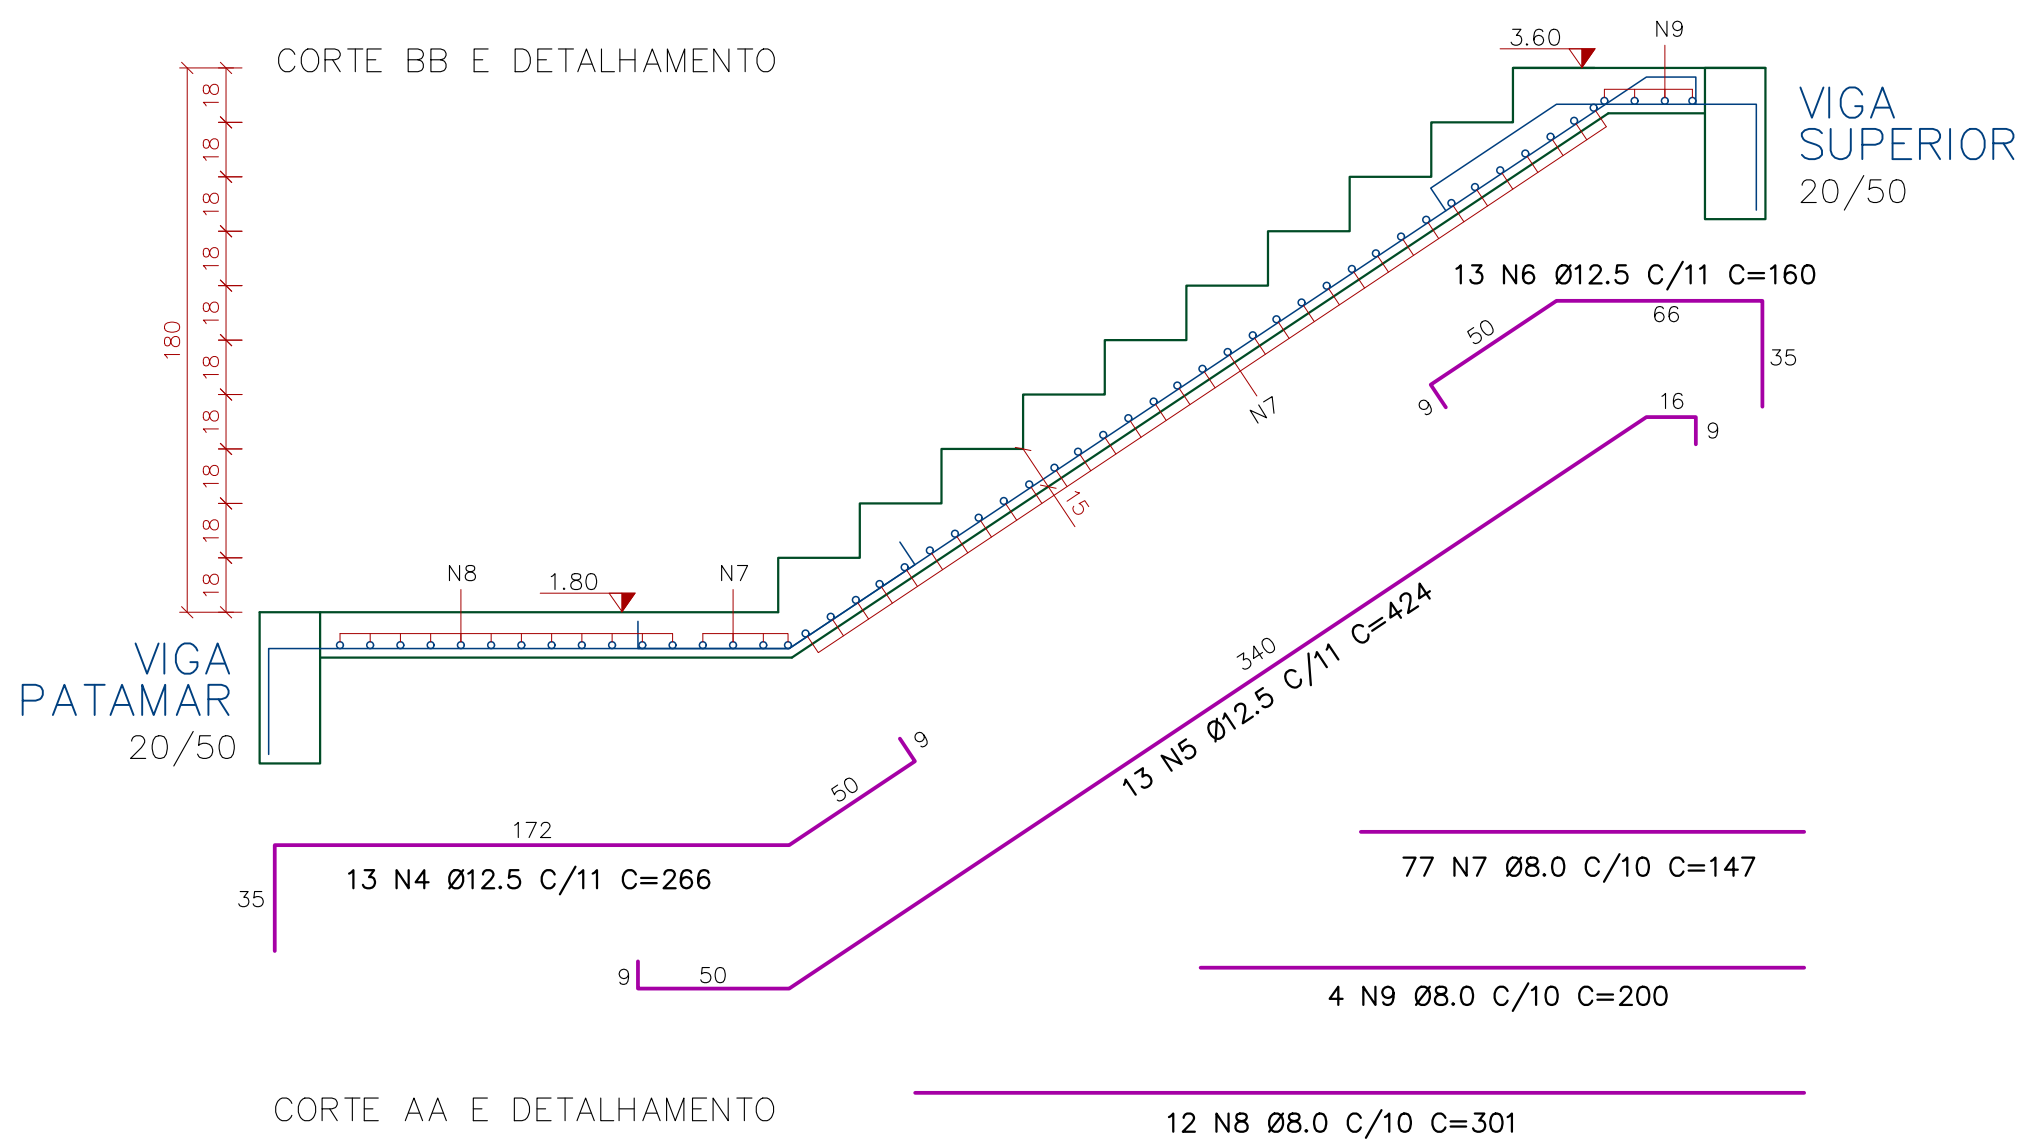 CORTE BB E DETALHAMENTO
3.60
N9
VIGA
SUPERIOR
20/50
18
18
18
18
18
18
18
18
18
18
180
13 N6 Ø12.5 C/11 C=160
50
66
35
9
16
9
N7
15
N8
1.80
N7
VIGA
PATAMAR
20/50
340
13 N5 Ø12.5 C/11 C=424
9
50
172
13 N4 Ø12.5 C/11 C=266
35
9
50
77 N7 Ø8.0 C/10 C=147
4 N9 Ø8.0 C/10 C=200
CORTE AA E DETALHAMENTO
12 N8 Ø8.0 C/10 C=301